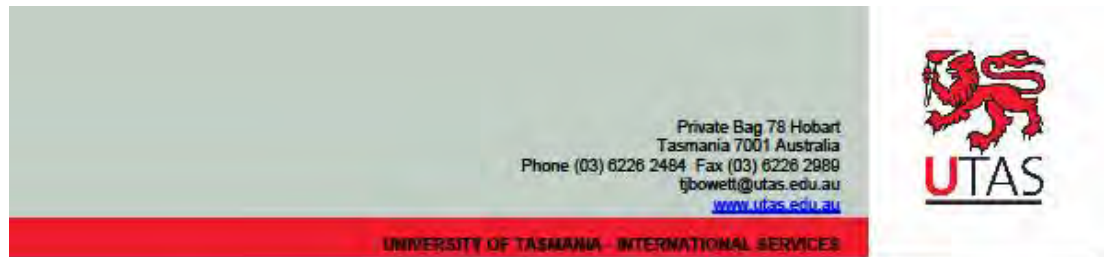 Private Bag 78 Hobart
Tasmania 7001 Australia
Phone (03) 6226 2484 Fax (03) 6226 2989
tjbowett@utas.edu.au
www.utas.edu.au
UNIVERSITY OF TASMANIA - INTERNATIONAL SERVICES
UTAS